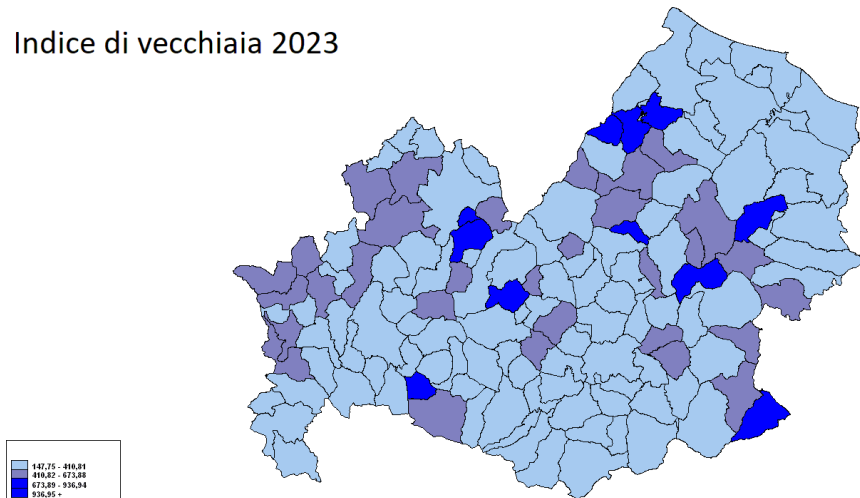 Indice di vecchiaia 2023
147,75 - 410,81
410,82 - 673,88
673,89 - 936,94
936,95 +